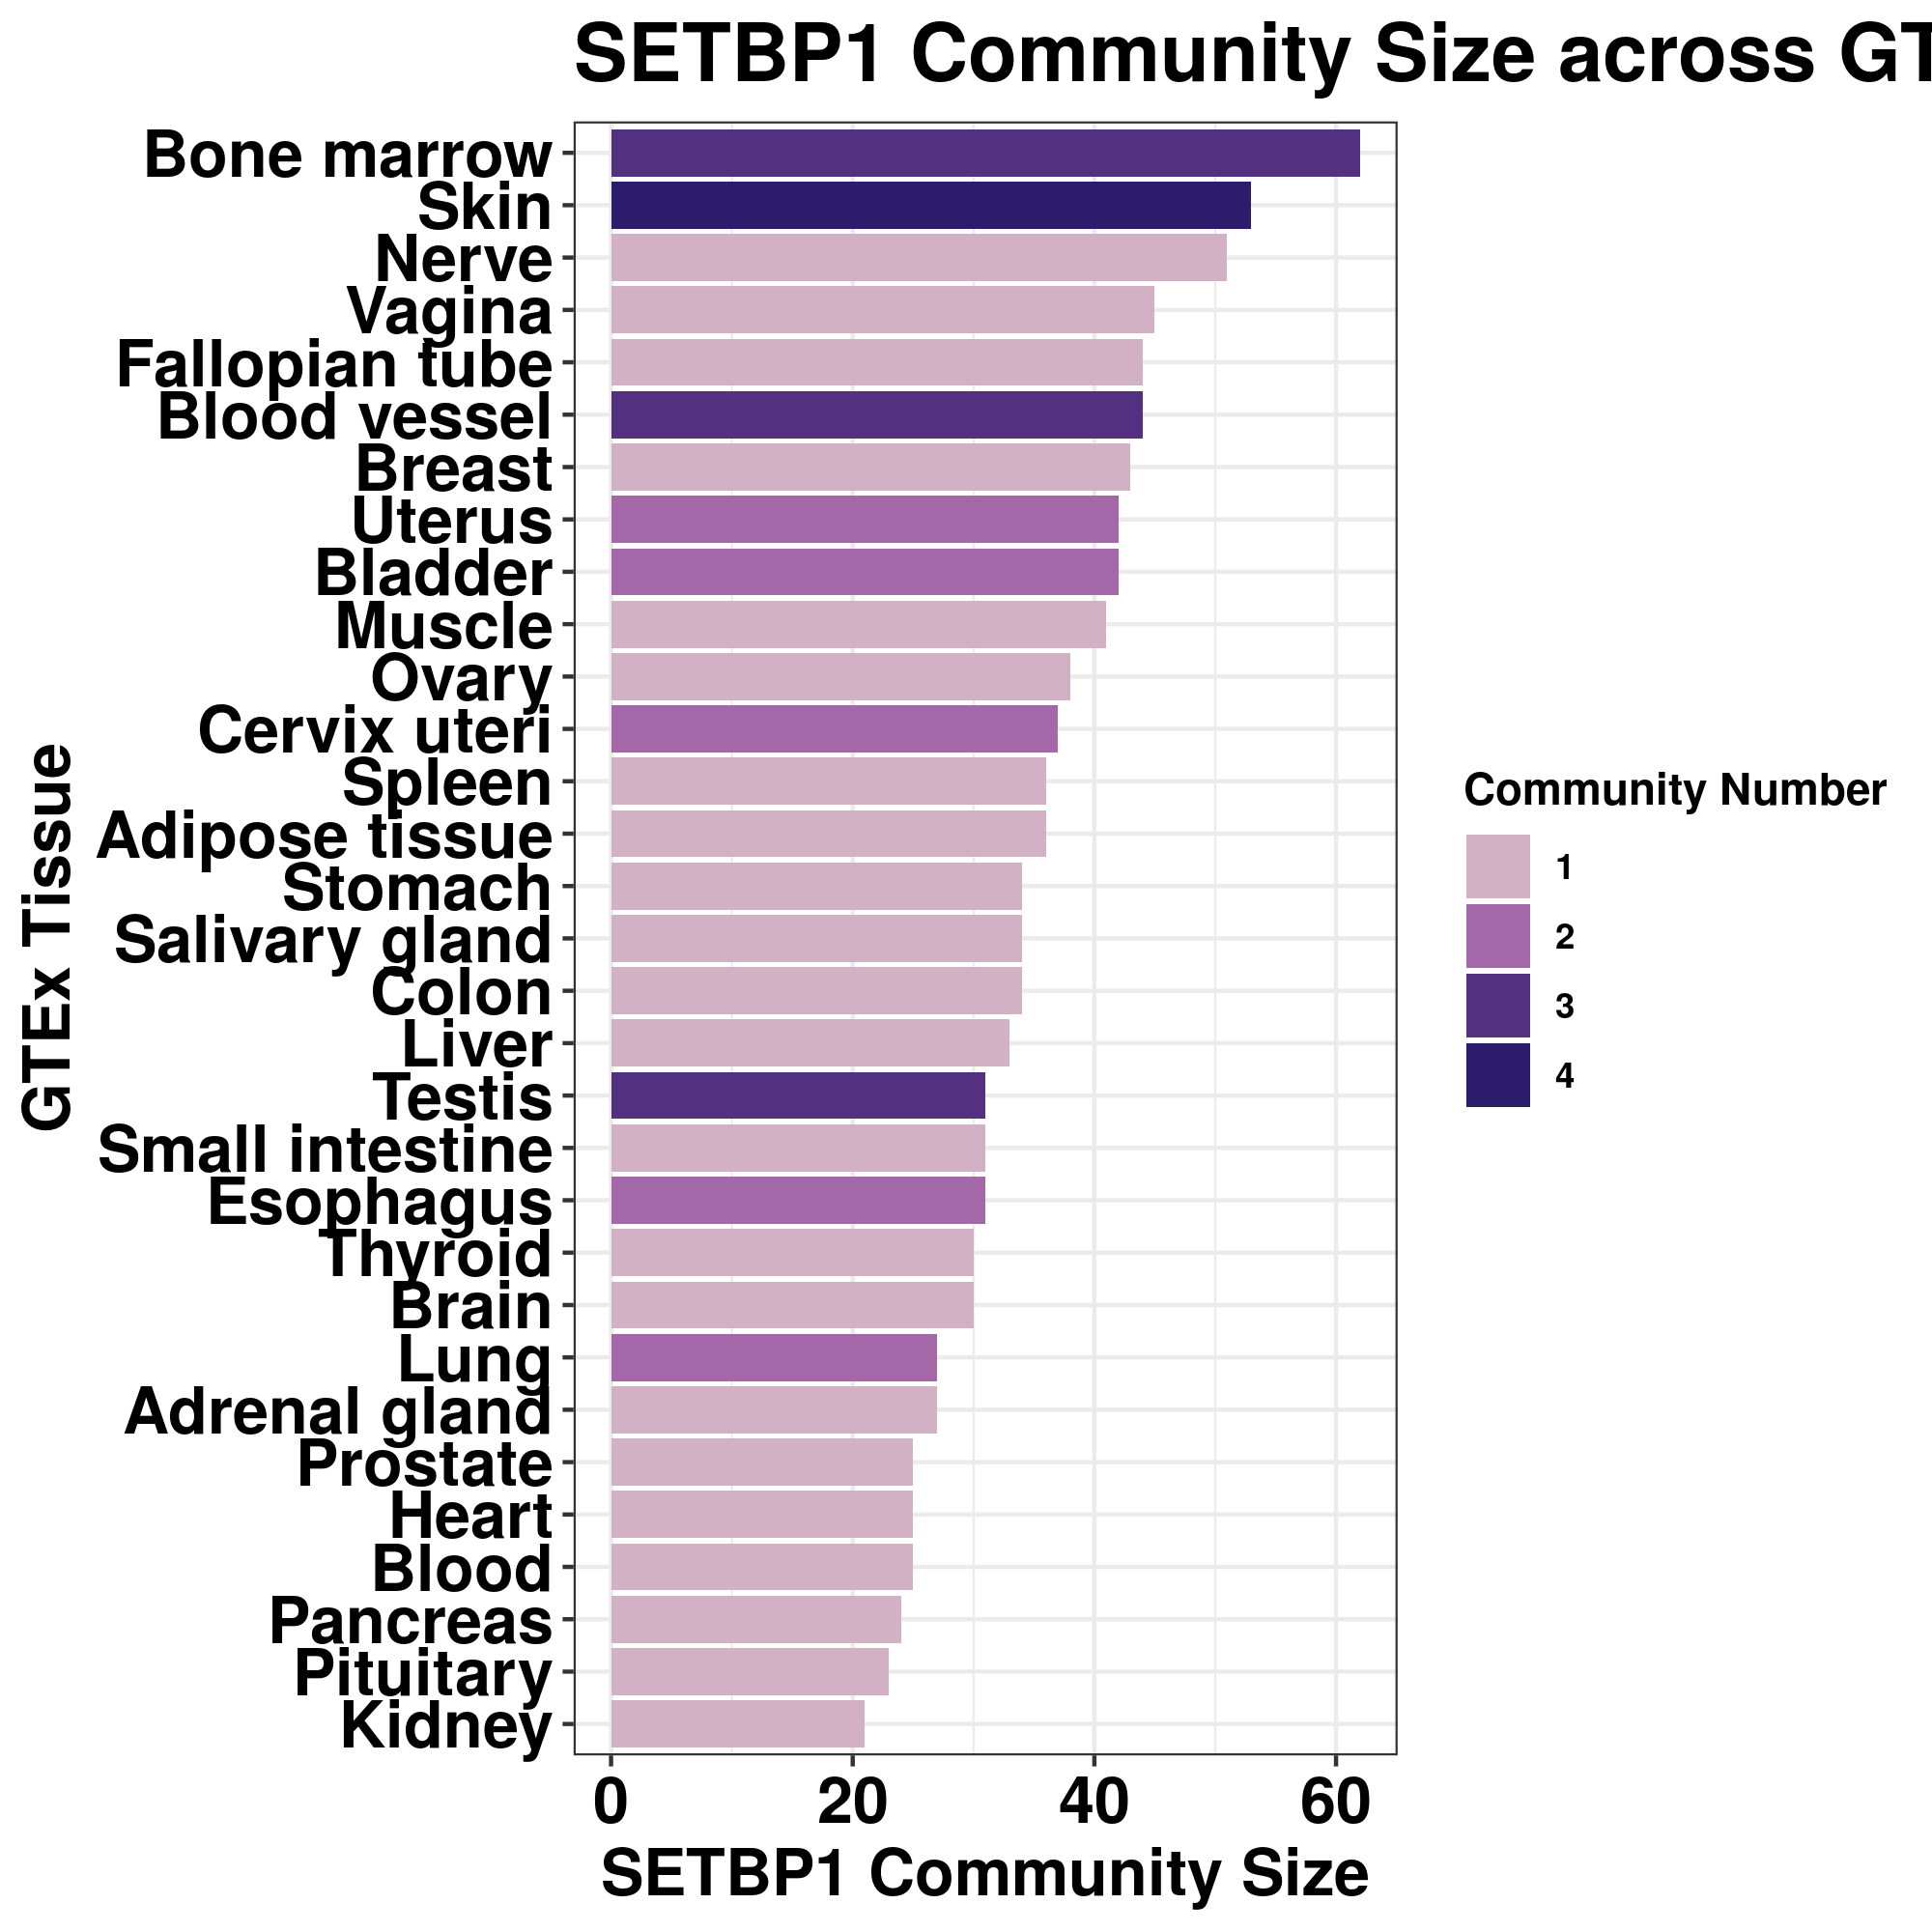 SETBP1 Community Size across GT
Bone marrow
Skin
Nerve
Vagina
Fallopian tube
Blood vessel
Breast
Uterus
Bladder
Muscle
Ovary
Cervix uteri
Spleen
Adipose tissue
Stomach
Salivary gland
Colon
Liver
Testis
Small intestine
Esophagus
Thyroid
Brain
Lung
Adrenal gland
Prostate
Heart
Blood
Pancreas
Pituitary
Kidney
GTEx Tissue
0 20 40 60
SETBP1 Community Size
Community Number
1
2
3
4